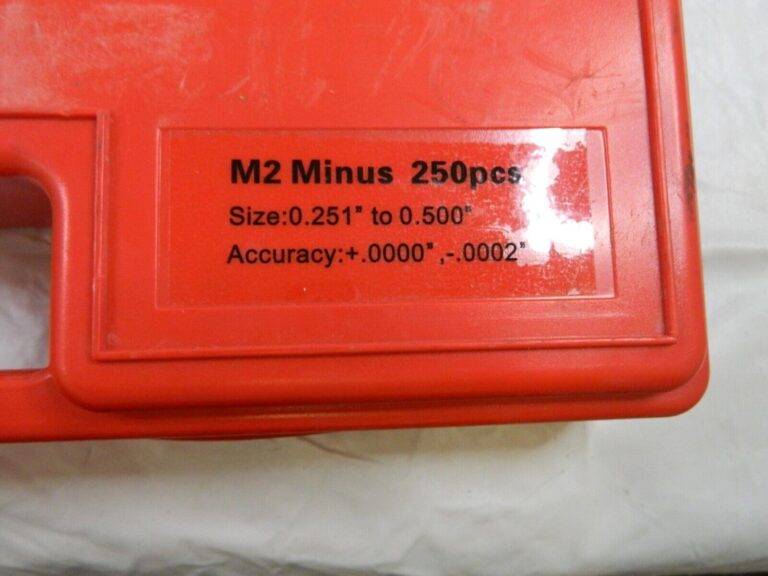 M2 Minus 250pcs
Size:0.251" to 0.500"
Accuracy:+.0000",-.0002"